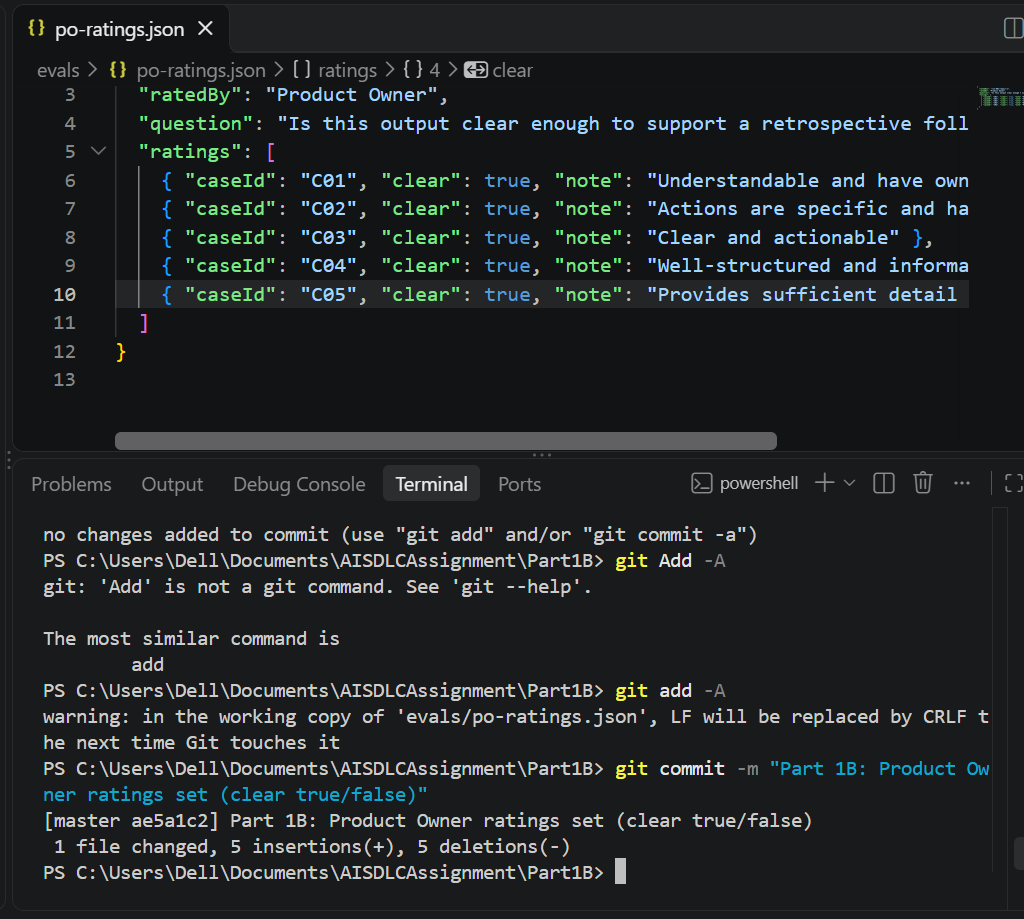 {} po-ratings.json ×
evals > {} po-ratings.json > [ ] ratings > { } 4 > clear
3 "ratedBy": "Product Owner",
4 "question": "Is this output clear enough to support a retrospective foll
5 "ratings": [
6 { "caseId": "C01", "clear": true, "note": "Understandable and have own
7 { "caseId": "C02", "clear": true, "note": "Actions are specific and ha
8 { "caseId": "C03", "clear": true, "note": "Clear and actionable" },
9 { "caseId": "C04", "clear": true, "note": "Well-structured and informa
10 { "caseId": "C05", "clear": true, "note": "Provides sufficient detail
11 ]
12 }
13
Problems Output Debug Console Terminal Ports powershell
no changes added to commit (use "git add" and/or "git commit -a")
PS C:\Users\Dell\Documents\AISDLCAssignment\Part1B> git Add -A
git: 'Add' is not a git command. See 'git --help'.
The most similar command is
add
PS C:\Users\Dell\Documents\AISDLCAssignment\Part1B> git add -A
warning: in the working copy of 'evals/po-ratings.json', LF will be replaced by CRLF t
he next time Git touches it
PS C:\Users\Dell\Documents\AISDLCAssignment\Part1B> git commit -m "Part 1B: Product Ow
ner ratings set (clear true/false)"
[master ae5a1c2] Part 1B: Product Owner ratings set (clear true/false)
1 file changed, 5 insertions(+), 5 deletions(-)
PS C:\Users\Dell\Documents\AISDLCAssignment\Part1B>